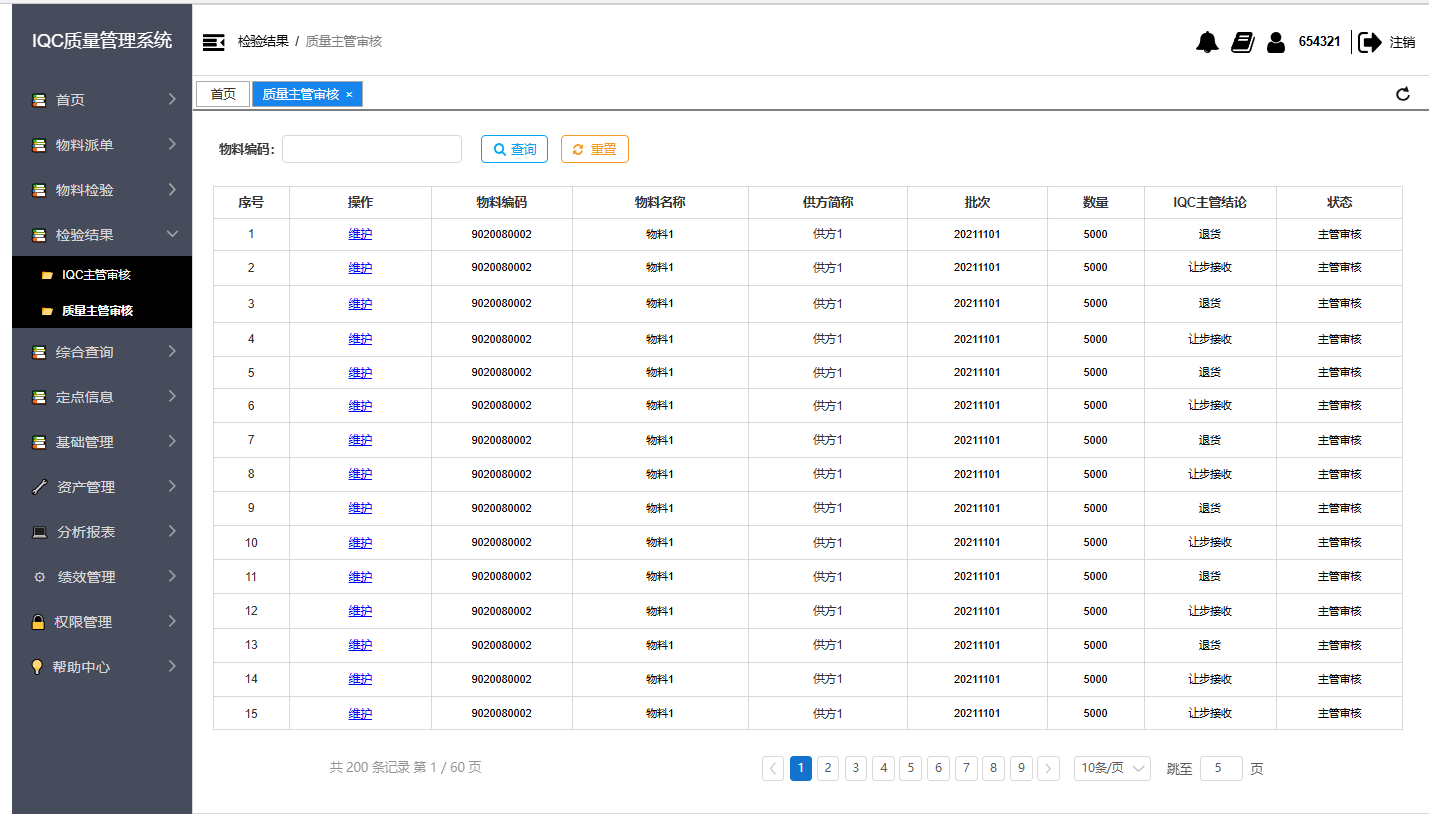 IQC质量管理系统
检验结果 / 质量主管审核
654321
注销
首页
质量主管审核 ×
首页
物料派单
物料检验
检验结果
IQC主管审核
质量主管审核
综合查询
定点信息
基础管理
资产管理
分析报表
绩效管理
权限管理
帮助中心
物料编码:
查询
重置
序号 操作 物料编码 物料名称 供方简称 批次 数量 IQC主管结论 状态
1 维护 9020080002 物料1 供方1 20211101 5000 退货 主管审核
2 维护 9020080002 物料1 供方1 20211101 5000 让步接收 主管审核
3 维护 9020080002 物料1 供方1 20211101 5000 退货 主管审核
4 维护 9020080002 物料1 供方1 20211101 5000 让步接收 主管审核
5 维护 9020080002 物料1 供方1 20211101 5000 退货 主管审核
6 维护 9020080002 物料1 供方1 20211101 5000 让步接收 主管审核
7 维护 9020080002 物料1 供方1 20211101 5000 退货 主管审核
8 维护 9020080002 物料1 供方1 20211101 5000 让步接收 主管审核
9 维护 9020080002 物料1 供方1 20211101 5000 退货 主管审核
10 维护 9020080002 物料1 供方1 20211101 5000 让步接收 主管审核
11 维护 9020080002 物料1 供方1 20211101 5000 退货 主管审核
12 维护 9020080002 物料1 供方1 20211101 5000 让步接收 主管审核
13 维护 9020080002 物料1 供方1 20211101 5000 退货 主管审核
14 维护 9020080002 物料1 供方1 20211101 5000 让步接收 主管审核
15 维护 9020080002 物料1 供方1 20211101 5000 让步接收 主管审核
共 200 条记录 第 1 / 60 页
1 2 3 4 5 6 7 8 9
10条/页
跳至 5 页